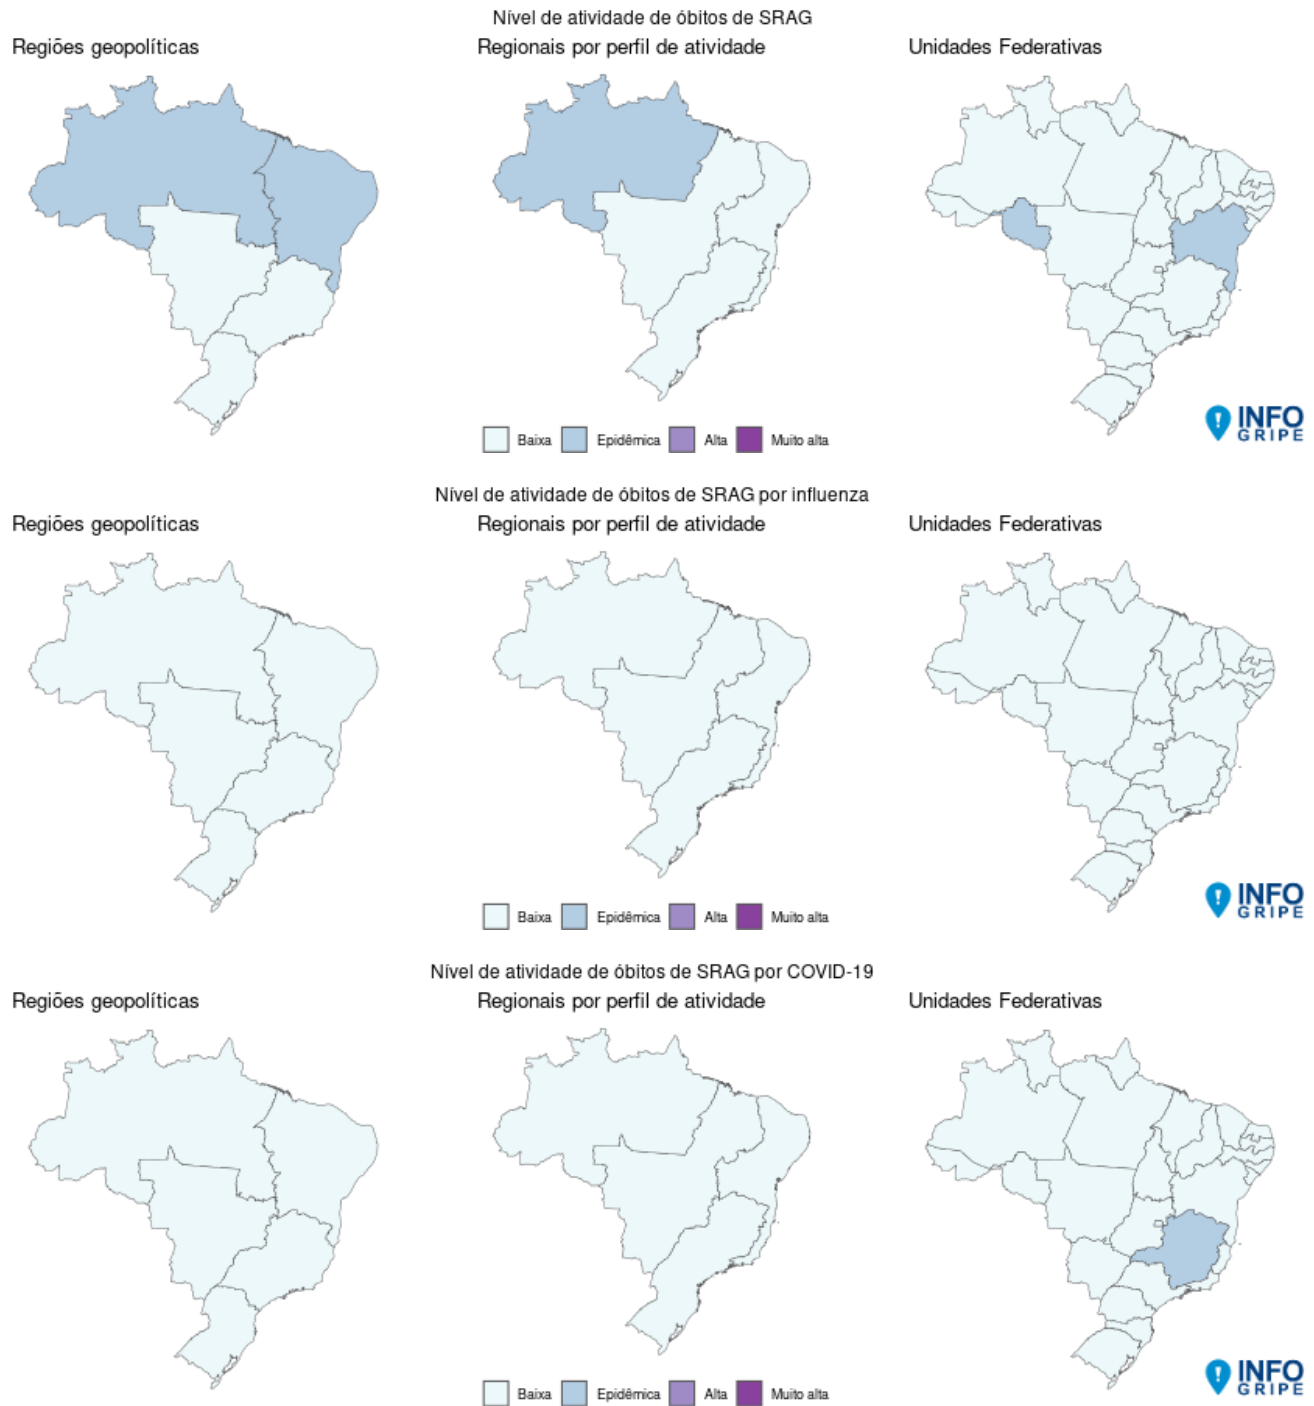 Nível de atividade de óbitos de SRAG
Regiões geopolíticas
Regionais por perfil de atividade
Unidades Federativas
Baixa
Epidêmica
Alta
Muito alta
INFO
GRIPE
Nível de atividade de óbitos de SRAG por influenza
Regiões geopolíticas
Regionais por perfil de atividade
Unidades Federativas
Baixa
Epidêmica
Alta
Muito alta
INFO
GRIPE
Nível de atividade de óbitos de SRAG por COVID-19
Regiões geopolíticas
Regionais por perfil de atividade
Unidades Federativas
Baixa
Epidêmica
Alta
Muito alta
INFO
GRIPE